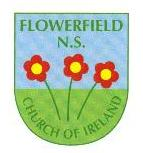 FLOWERFIELD
N.S.
CHURCH OF IRELAND